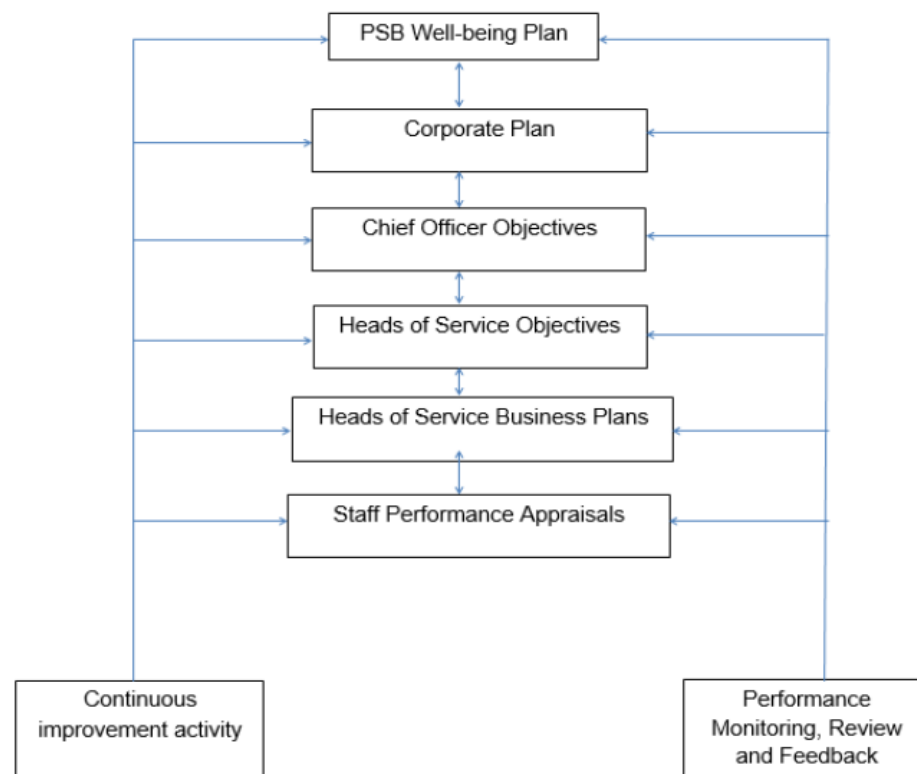 PSB Well-being Plan
Corporate Plan
Chief Officer Objectives
Heads of Service Objectives
Heads of Service Business Plans
Staff Performance Appraisals
Continuous
improvement activity
Performance
Monitoring, Review
and Feedback